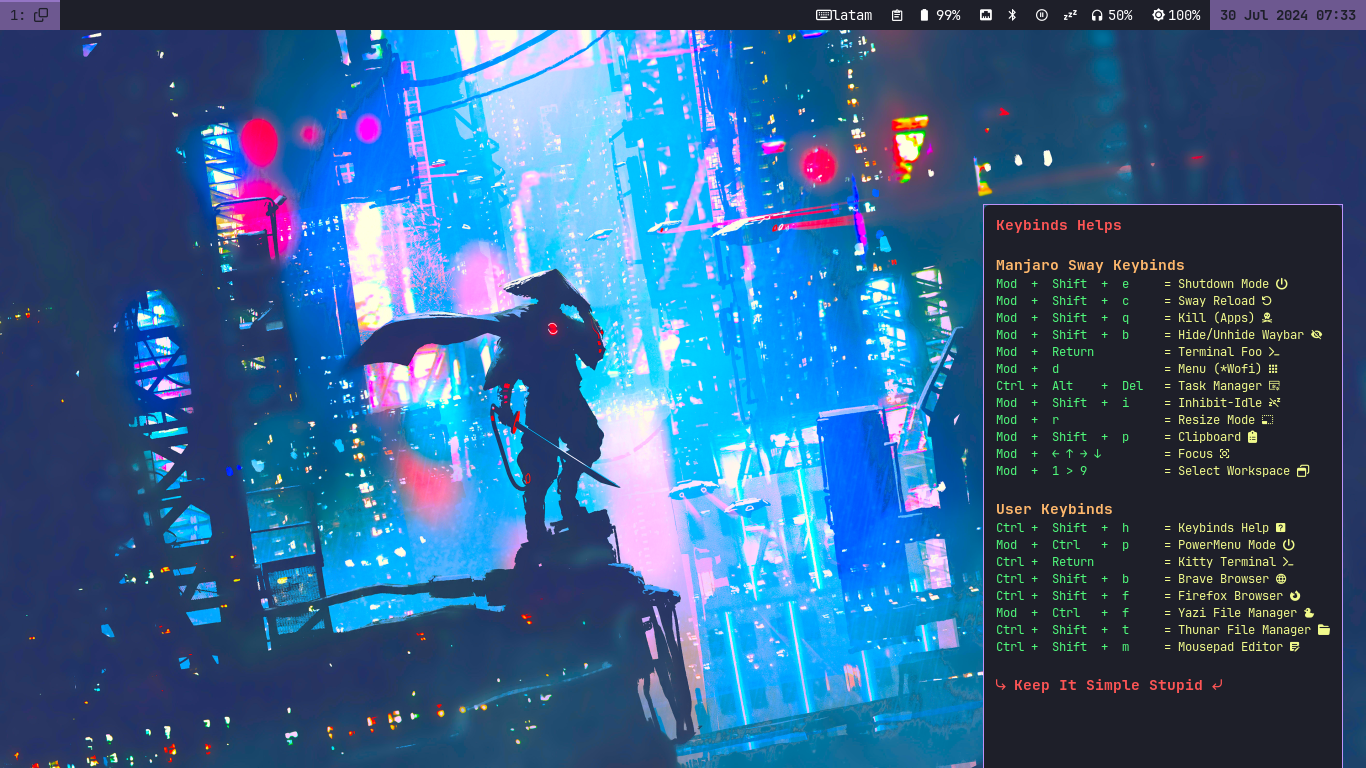 1:
latam 99% 50% 100% 30 Jul 2024 07:33
Keybinds Helps
Manjaro Sway Keybinds
Mod + Shift + e = Shutdown Mode
Mod + Shift + c = Sway Reload
Mod + Shift + q = Kill (Apps)
Mod + Shift + b = Hide/Unhide Waybar
Mod + Return = Terminal Foo
Mod + d = Menu (*Wofi)
Ctrl + Alt + Del = Task Manager
Mod + Shift + i = Inhibit-Idle
Mod + r = Resize Mode
Mod + Shift + p = Clipboard
Mod + ← ↑ → ↓ = Focus
Mod + 1 > 9 = Select Workspace
User Keybinds
Ctrl + Shift + h = Keybinds Help
Mod + Ctrl + p = PowerMenu Mode
Ctrl + Return = Kitty Terminal
Ctrl + Shift + b = Brave Browser
Ctrl + Shift + f = Firefox Browser
Mod + Ctrl + f = Yazi File Manager
Ctrl + Shift + t = Thunar File Manager
Ctrl + Shift + m = Mousepad Editor
Keep It Simple Stupid